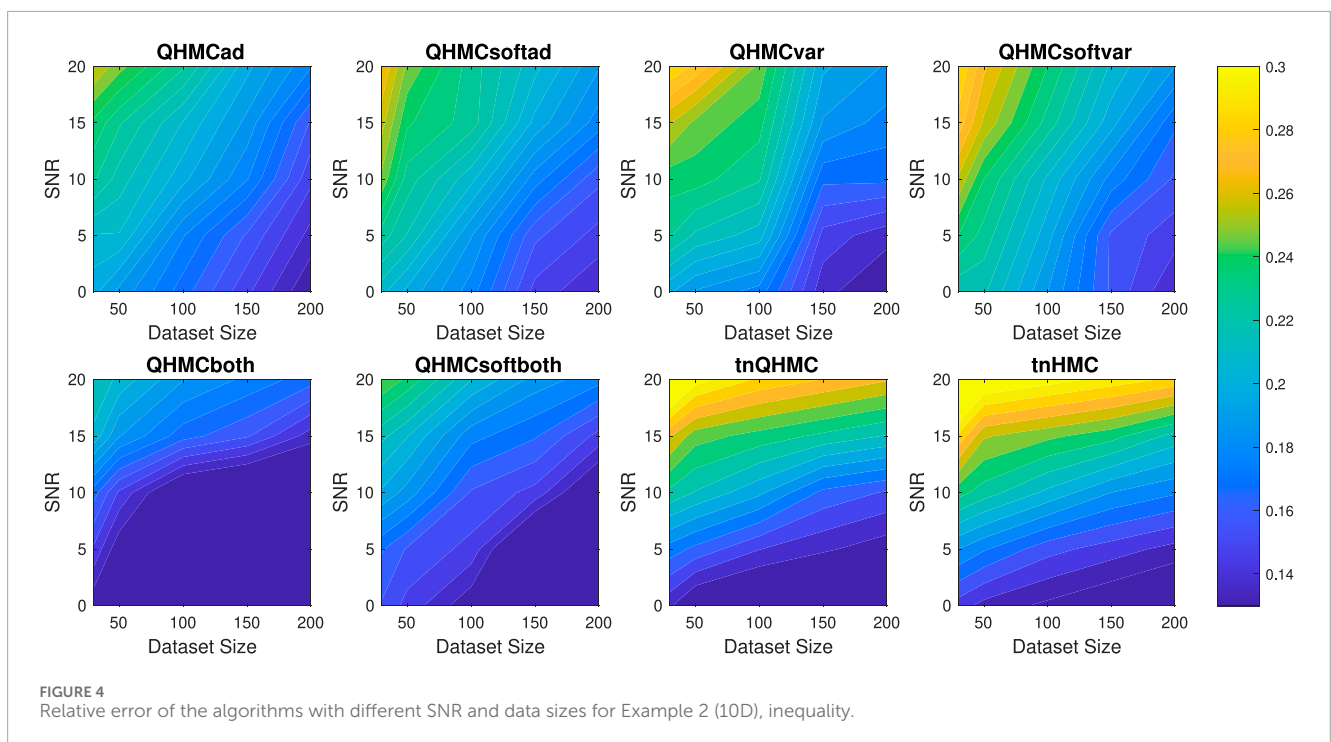 QHMCad QHMCsoftad QHMCvar QHMCsoftvar
20 20 20 20 0.3
0.28
15 15 15 15
0.26
SNR SNR SNR SNR
10 10 10 10
0.24
5 5 5 5
0.22
0 0 0 0
50 100 150 200 50 100 150 200 50 100 150 200 50 100 150 200
Dataset Size Dataset Size Dataset Size Dataset Size
QHMCboth QHMCsoftboth tnQHMC tnHMC
20 20 20 20 0.2
15 15 15 15
0.18
SNR SNR SNR SNR
10 10 10 10
0.16
5 5 5 5
0.14
0 0 0 0
50 100 150 200 50 100 150 200 50 100 150 200 50 100 150 200
Dataset Size Dataset Size Dataset Size Dataset Size
FIGURE 4
Relative error of the algorithms with different SNR and data sizes for Example 2 (10D), inequality.